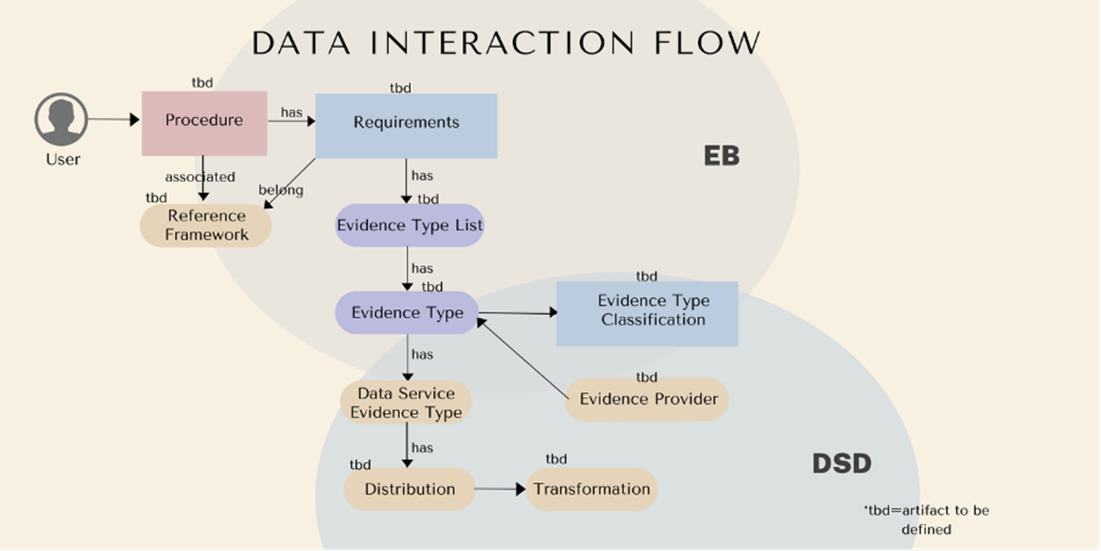 DATA INTERACTION FLOW
tbd
tbd
Procedure
has
Requirements
User
EB
associated
has
tbd
belong
tbd
Reference
Framework
Evidence Type List
has
tbd
tbd
Evidence Type
Evidence Type
Classification
has
tbd
Data Service
Evidence Type
Evidence Provider
has
tbd
tbd
DSD
Distribution
Transformation
*tbd=artifact to be
defined